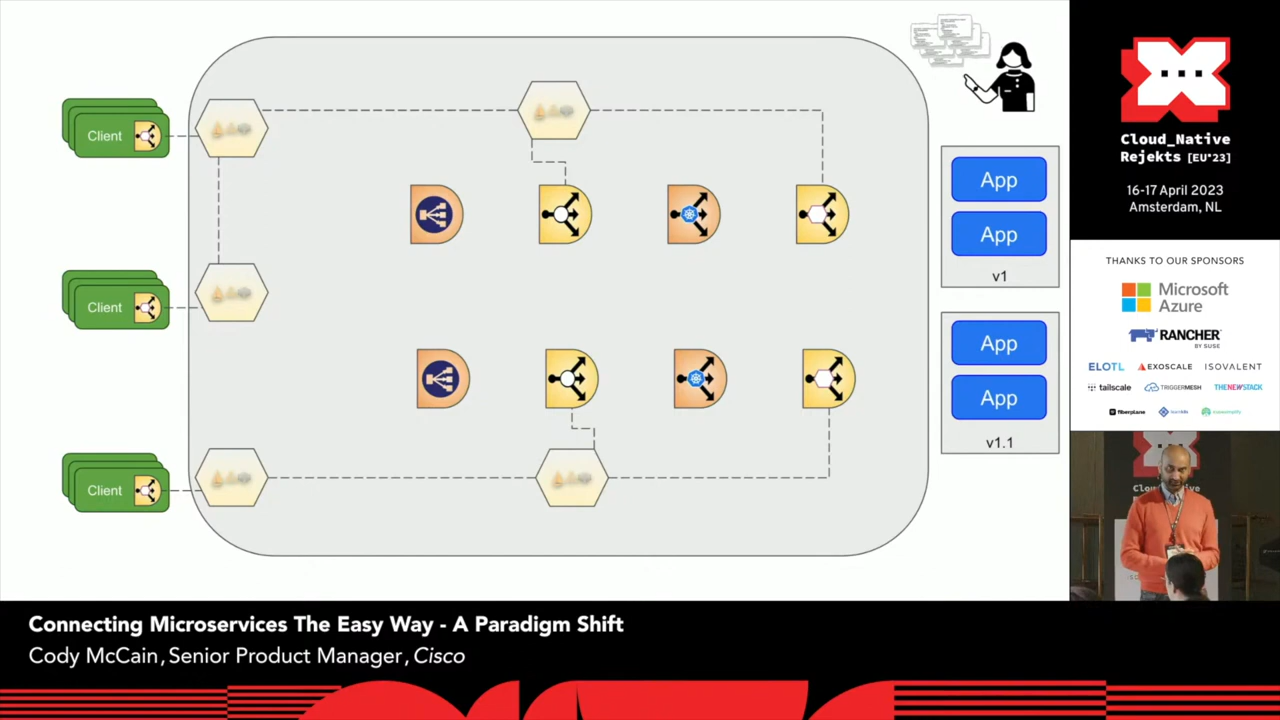 Client
Client
Client
App
App
v1
App
App
v1.1
Cloud_Native
Rejekts [EU'23]
16-17 April 2023
Amsterdam, NL
THANKS TO OUR SPONSORS
Microsoft
Azure
RANCHER
BY SUSE
ELOTL EXOSCALE ISOVALENT
tailscale TRIGGERMESH THENEWSTACK
fiberplane
Connecting Microservices The Easy Way - A Paradigm Shift
Cody McCain, Senior Product Manager, Cisco